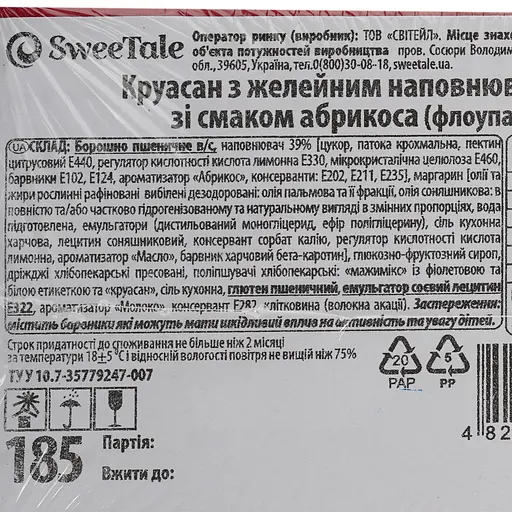 SweeTale
Оператор ринку (виробник): ТОВ «СВІТЕЙЛ». Місце знахо
об'єкта потужностей виробництва пров. Сосюри Володим
обл., 39605, Україна, тел.0(800)30-08-18, sweetale.ua.
Круасан з желейним наповнюв
зі смаком абрикоса (флоупа
UA СКЛАД: Борошно пшеничне в/с, наповнювач 39% [цукор, патока крохмальна, пектин
цитрусовий Е440, регулятор кислотності кислота лимонна Е330, мікрокристалічна целюлоза Е460,
барвники Е102, Е124, ароматизатор «Абрикос», консерванти: Е202, Е211, Е235], маргарин [олії та
жири рослинні рафіновані вибілені дезодоровані: олія пальмова та її фракції, олія соняшникова: в
повністю та/або частково гідрогенізованому та натуральному вигляді в змінних пропорціях, вода
підготовлена, емульгатори (дистильований моногліцерид, ефір полігліцерину), сіль кухонна
харчова, лецитин соняшниковий, консервант сорбат калію, регулятор кислотності кислота
лимонна, ароматизатор «Масло», барвник харчовий бета-каротин], глюкозно-фруктозний сироп,
дріжджі хлібопекарські пресовані, поліпшувачі хлібопекарські: «мажимікс» із фіолетовою та
білою етикеткою та «круасан», сіль кухонна, глютен пшеничний, емульгатор соєвий лецитин
Е322, ароматизатор «Молоко» консервант Е282, клітковина (волокна акації). Застереження:
містить барвники які можуть мати шкідливий вплив на активність та увагу дітей.
Строк придатності до споживання не більше ніж 2 місяці
за температури 18±5 °С і відносній вологості повітря не вищій ніж 75%
ТУ У 10.7-35779247-007
20
PAP
5
PP
4 82
185
Партія:
Вжити до: